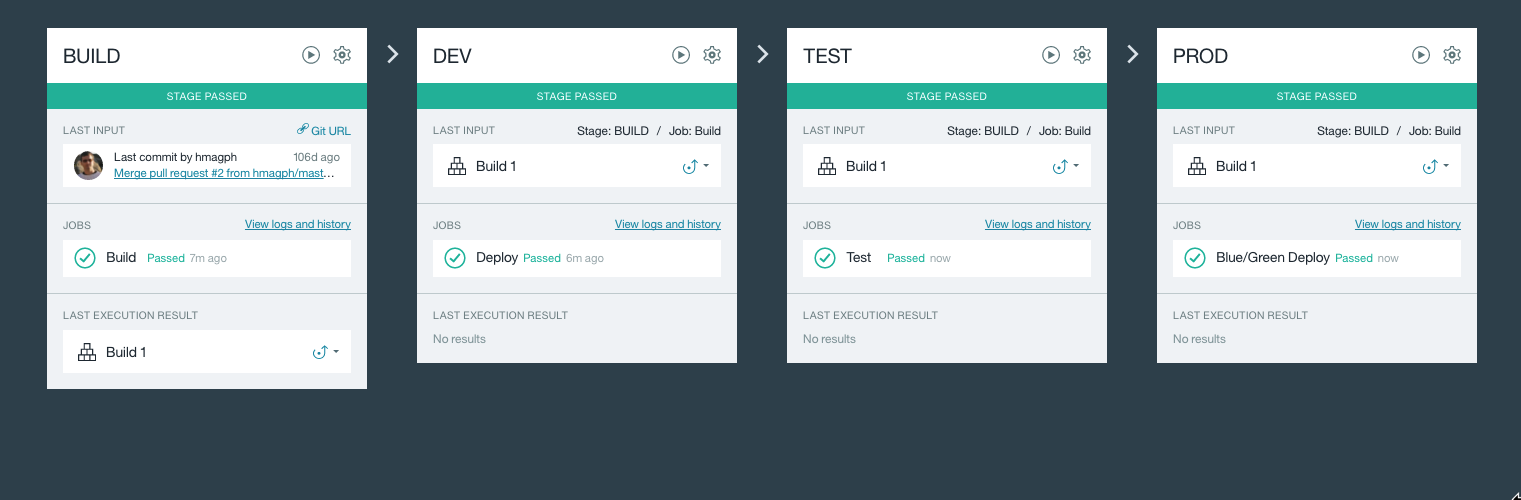 BUILD
STAGE PASSED
LAST INPUT Git URL
Last commit by hmagph 106d ago
Merge pull request #2 from hmagph/mast...
JOBS View logs and history
Build Passed 7m ago
LAST EXECUTION RESULT
Build 1
DEV
STAGE PASSED
LAST INPUT Stage: BUILD / Job: Build
Build 1
JOBS View logs and history
Deploy Passed 6m ago
LAST EXECUTION RESULT
No results
TEST
STAGE PASSED
LAST INPUT Stage: BUILD / Job: Build
Build 1
JOBS View logs and history
Test Passed now
LAST EXECUTION RESULT
No results
PROD
STAGE PASSED
LAST INPUT Stage: BUILD / Job: Build
Build 1
JOBS View logs and history
Blue/Green Deploy Passed now
LAST EXECUTION RESULT
No results